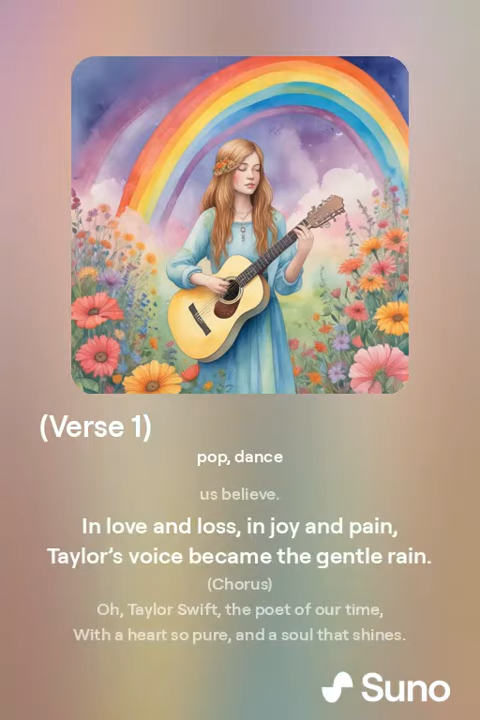 (Verse 1)
pop, dance
us believe.
In love and loss, in joy and pain,
Taylor's voice became the gentle rain.
(Chorus)
Oh, Taylor Swift, the poet of our time,
With a heart so pure, and a soul that shines.
Suno